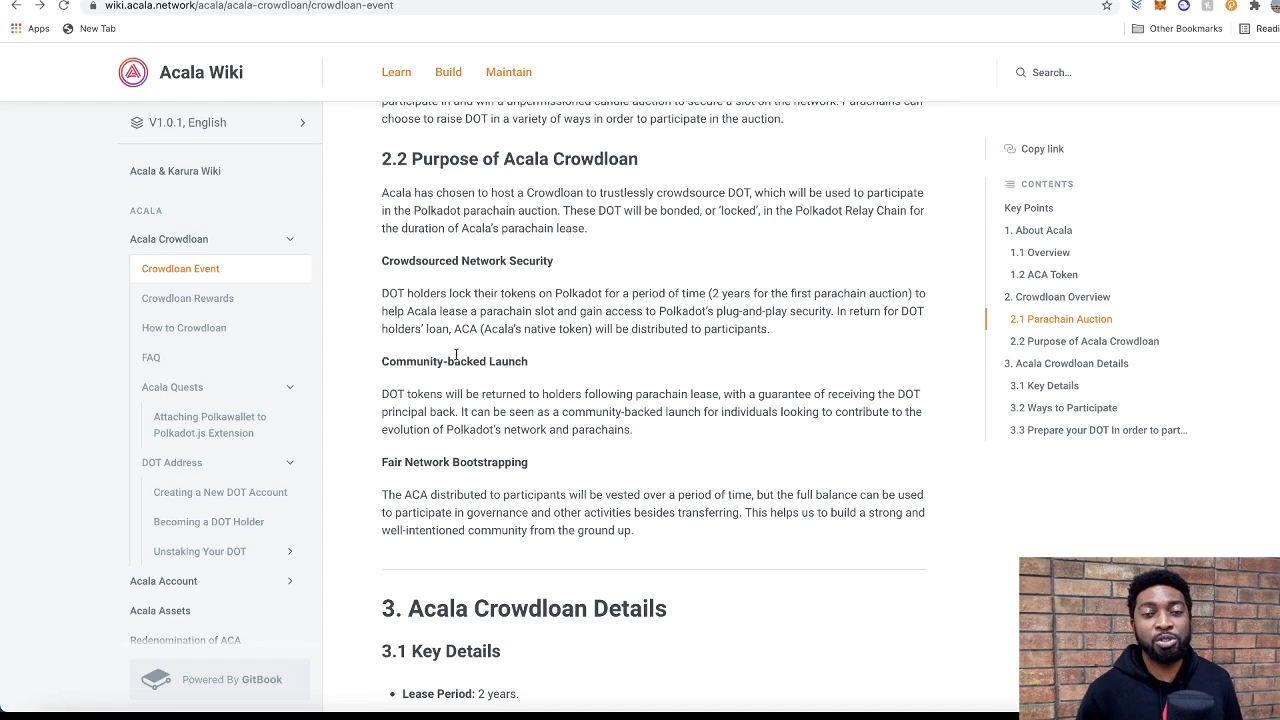 wiki.acala.network/acala/acala-crowdloan/crowdloan-event
Apps
New Tab
Other Bookmarks
Readi
Acala Wiki
Learn
Build
Maintain
Search...
V1.0.1, English
Acala & Karura Wiki
ACALA
Acala Crowdloan
Crowdloan Event
Crowdloan Rewards
How to Crowdloan
FAQ
Acala Quests
Attaching Polkawallet to
Polkadot.js Extension
DOT Address
Creating a New DOT Account
Becoming a DOT Holder
Unstaking Your DOT
Acala Account
Acala Assets
Redenomination of ACA
Powered By GitBook
participate in and win a unpermissioned candle auction to secure a slot on the network. Parachains can
choose to raise DOT in a variety of ways in order to participate in the auction.
2.2 Purpose of Acala Crowdloan
Acala has chosen to host a Crowdloan to trustlessly crowdsource DOT, which will be used to participate
in the Polkadot parachain auction. These DOT will be bonded, or ‘locked’, in the Polkadot Relay Chain for
the duration of Acala’s parachain lease.
Crowdsourced Network Security
DOT holders lock their tokens on Polkadot for a period of time (2 years for the first parachain auction) to
help Acala lease a parachain slot and gain access to Polkadot’s plug-and-play security. In return for DOT
holders’ loan, ACA (Acala’s native token) will be distributed to participants.
Community-backed Launch
DOT tokens will be returned to holders following parachain lease, with a guarantee of receiving the DOT
principal back. It can be seen as a community-backed launch for individuals looking to contribute to the
evolution of Polkadot’s network and parachains.
Fair Network Bootstrapping
The ACA distributed to participants will be vested over a period of time, but the full balance can be used
to participate in governance and other activities besides transferring. This helps us to build a strong and
well-intentioned community from the ground up.
3. Acala Crowdloan Details
3.1 Key Details
• Lease Period: 2 years.
Copy link
CONTENTS
Key Points
1. About Acala
1.1 Overview
1.2 ACA Token
2. Crowdloan Overview
2.1 Parachain Auction
2.2 Purpose of Acala Crowdloan
3. Acala Crowdloan Details
3.1 Key Details
3.2 Ways to Participate
3.3 Prepare your DOT In order to part...